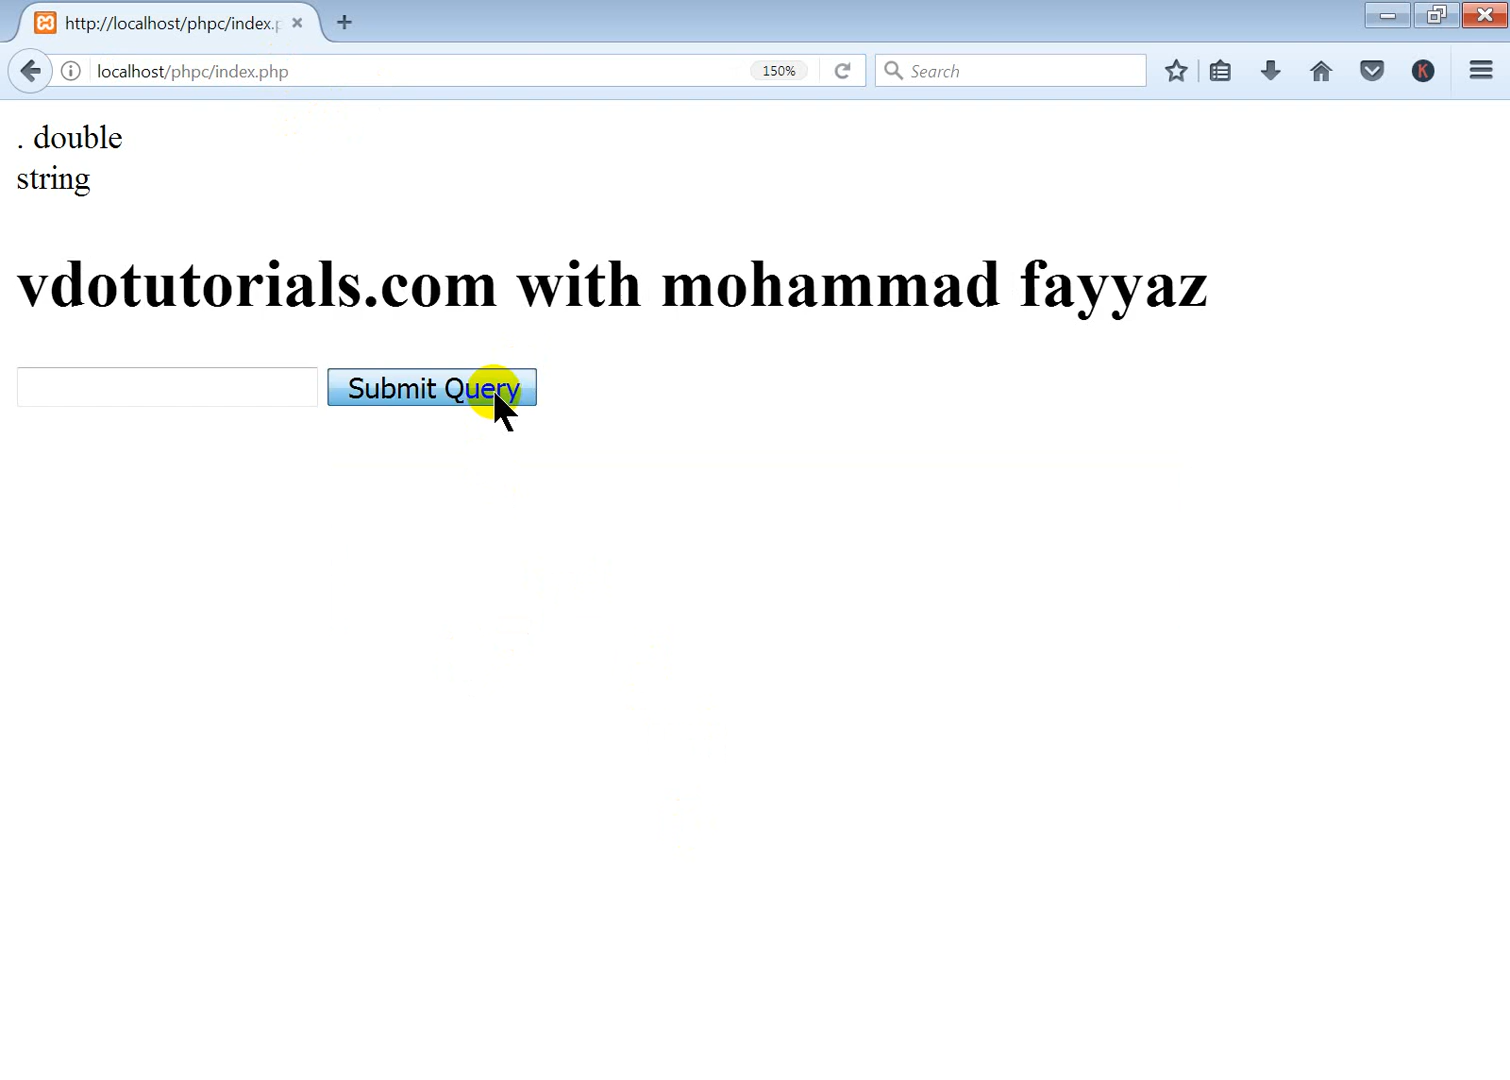 http://localhost/phpc/index.p
localhost/phpc/index.php
150%
Search
K
. double
string
vdotutorials.com with mohammad fayyaz
Submit Query